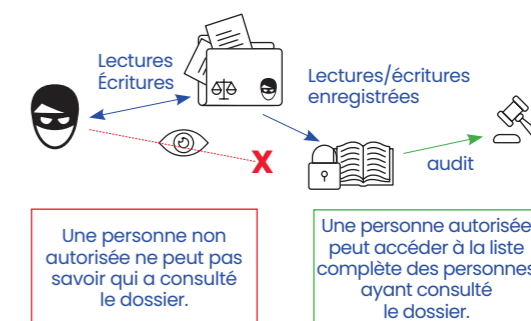 Lectures
Écritures
Lectures/écritures
enregistrées
X
audit
Une personne non
autorisée ne peut pas
savoir qui a consulté
le dossier.
Une personne autorisée
peut accéder à la liste
complète des personnes
ayant consulté
le dossier.